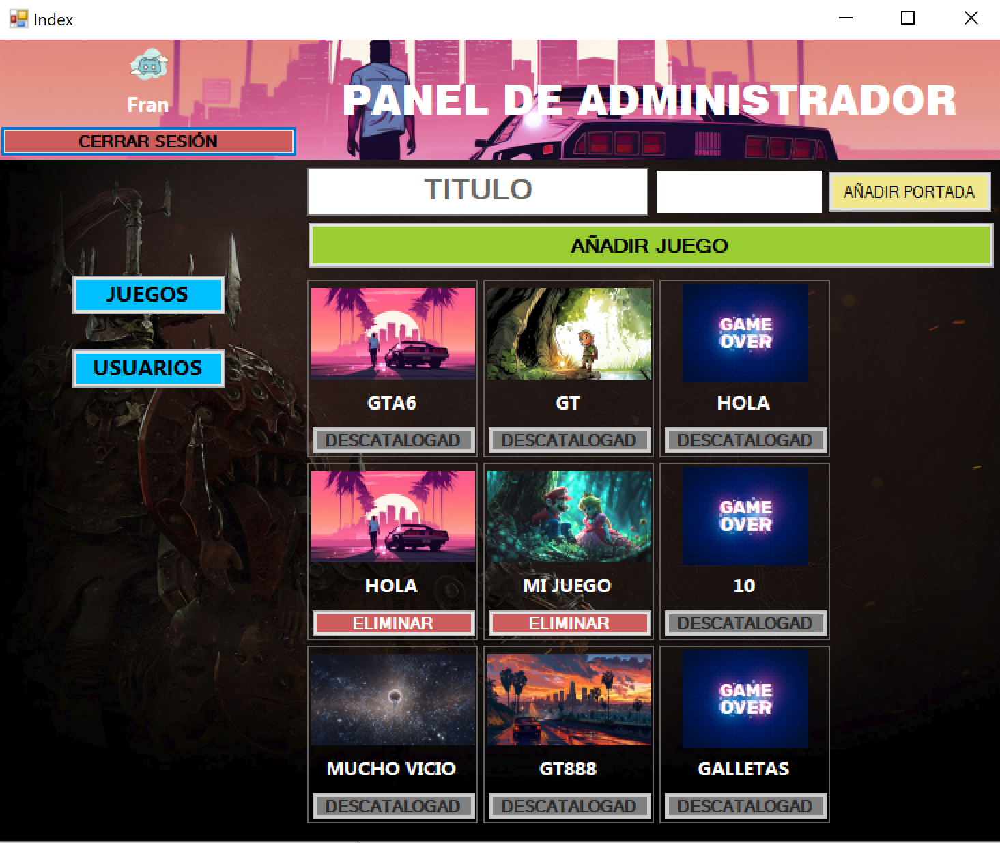 Index
Fran
PANEL DE ADMINISTRADOR
CERRAR SESIÓN
TITULO
AÑADIR PORTADA
AÑADIR JUEGO
JUEGOS
USUARIOS
GTA6
DESCATALOGAD
GT
DESCATALOGAD
GAME
OVER
HOLA
DESCATALOGAD
HOLA
ELIMINAR
MI JUEGO
ELIMINAR
GAME
OVER
10
DESCATALOGAD
MUCHO VICIO
DESCATALOGAD
GT888
DESCATALOGAD
GAME
OVER
GALLETAS
DESCATALOGAD